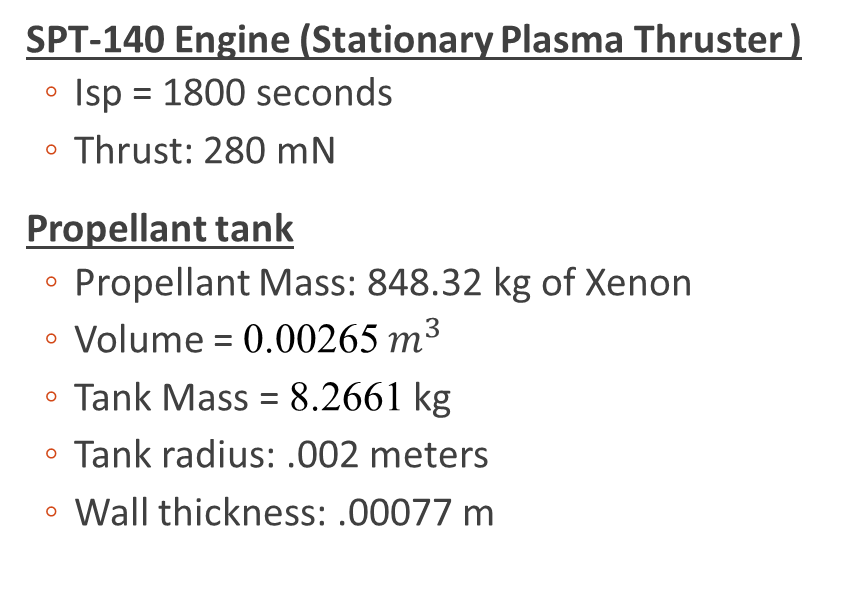 SPT-140 Engine (Stationary Plasma Thruster )
◦ Isp = 1800 seconds
◦ Thrust: 280 mN
Propellant tank
◦ Propellant Mass: 848.32 kg of Xenon
◦ Volume = 0.00265 m³
◦ Tank Mass = 8.2661 kg
◦ Tank radius: .002 meters
◦ Wall thickness: .00077 m